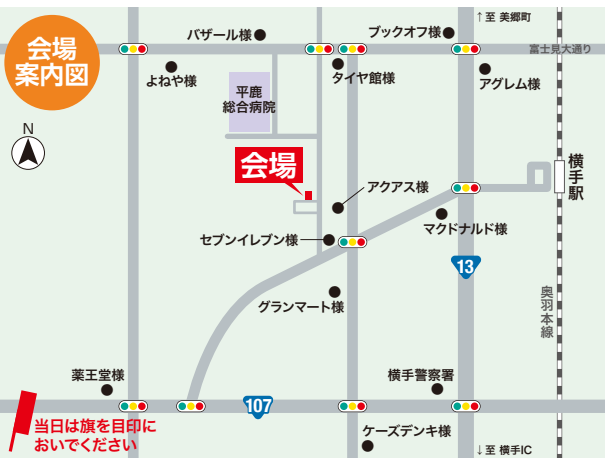 会場
案内図
N
バザール様
ブックオフ様
↑至 美郷町
富士見大通り
よねや様
タイヤ館様
アグレム様
平鹿
総合病院
会場
アクアス様
横手駅
マクドナルド様
セブンイレブン様
13
グランマート様
奥羽本線
薬王堂様
横手警察署
107
当日は旗を目印に
おいでください
ケーズデンキ様
↓至 横手IC